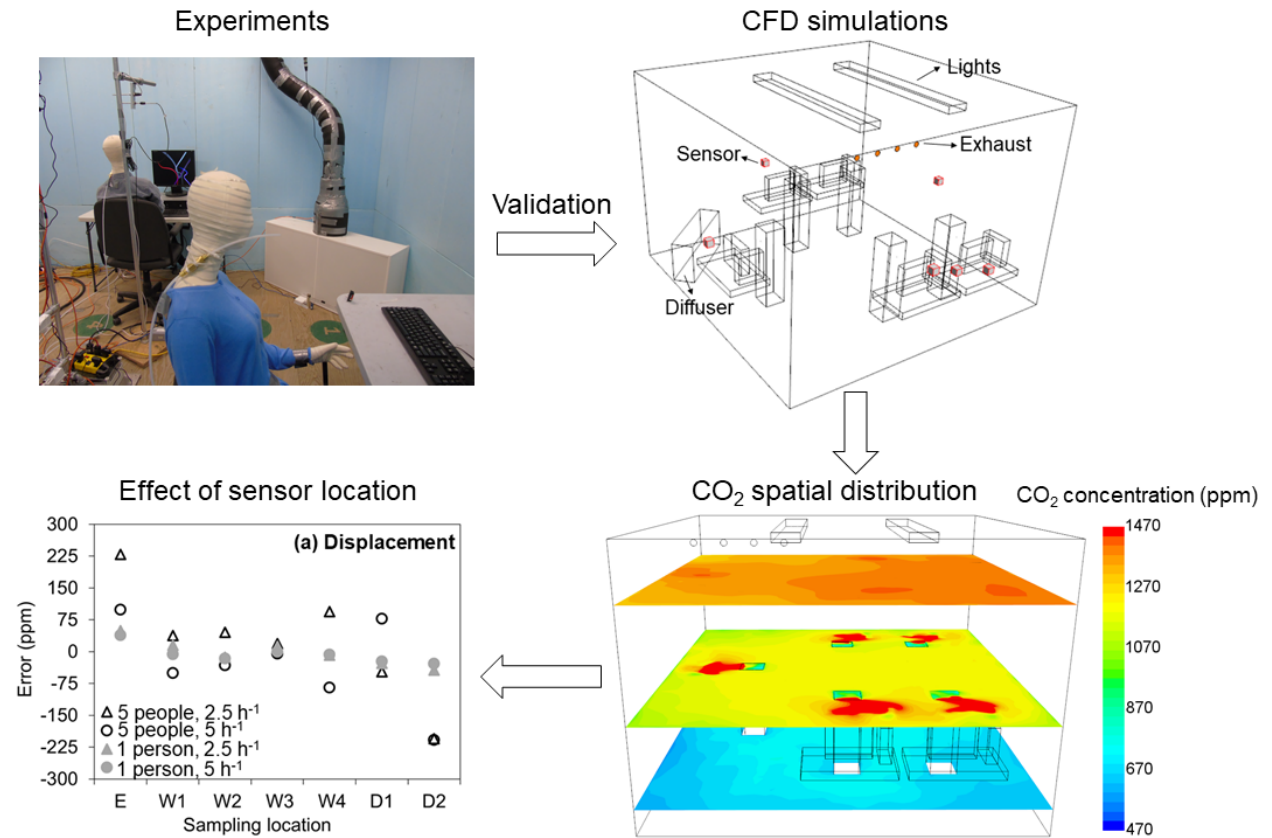 Experiments
CFD simulations
Lights
Sensor
Exhaust
Validation
Diffuser
Effect of sensor location
CO₂ spatial distribution
CO₂ concentration (ppm)
(a) Displacement
Error (ppm)
300
225
150
75
0
-75
-150
-225
-300
5 people, 2.5 h⁻¹
5 people, 5 h⁻¹
1 person, 2.5 h⁻¹
1 person, 5 h⁻¹
E W1 W2 W3 W4 D1 D2
Sampling location
1470
1270
1070
870
670
470